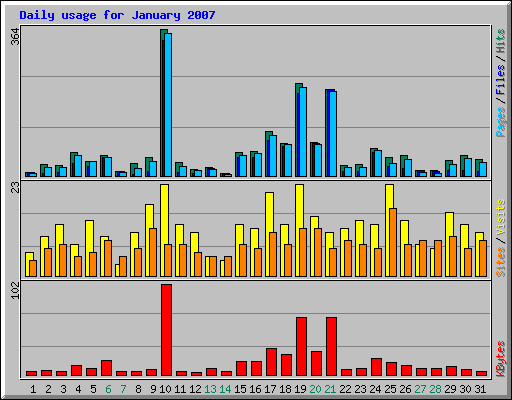 Daily usage for January 2007
364
Pages / Files / Hits
23
Sites / Visits
102
KBytes
1 2 3 4 5 6 7 8 9 10 11 12 13 14 15 16 17 18 19 20 21 22 23 24 25 26 27 28 29 30 31